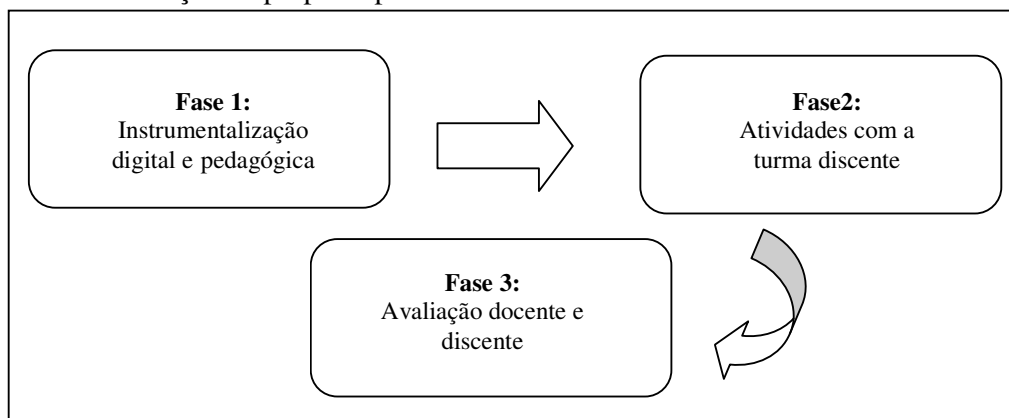 Fase 1:
Instrumentalização
digital e pedagógica
Fase2:
Atividades com a
turma discente
Fase 3:
Avaliação docente e
discente